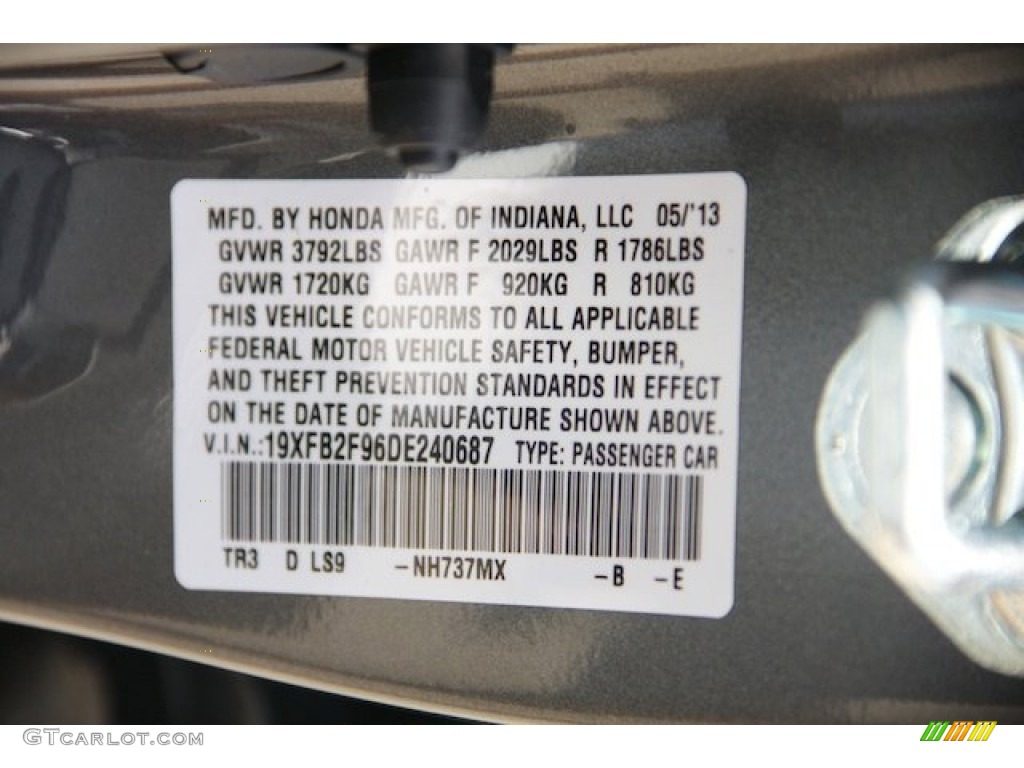 MFD. BY HONDA MFG. OF INDIANA, LLC 05/'13
GVWR 3792LBS GAWR F 2029LBS R 1786LBS
GVWR 1720KG GAWR F 920KG R 810KG
THIS VEHICLE CONFORMS TO ALL APPLICABLE
FEDERAL MOTOR VEHICLE SAFETY, BUMPER,
AND THEFT PREVENTION STANDARDS IN EFFECT
ON THE DATE OF MANUFACTURE SHOWN ABOVE.
V.I.N.:19XFB2F96DE240687 TYPE: PASSENGER CAR
TR3 D LS9 -NH737MX -B -E
GTCARLOT.COM